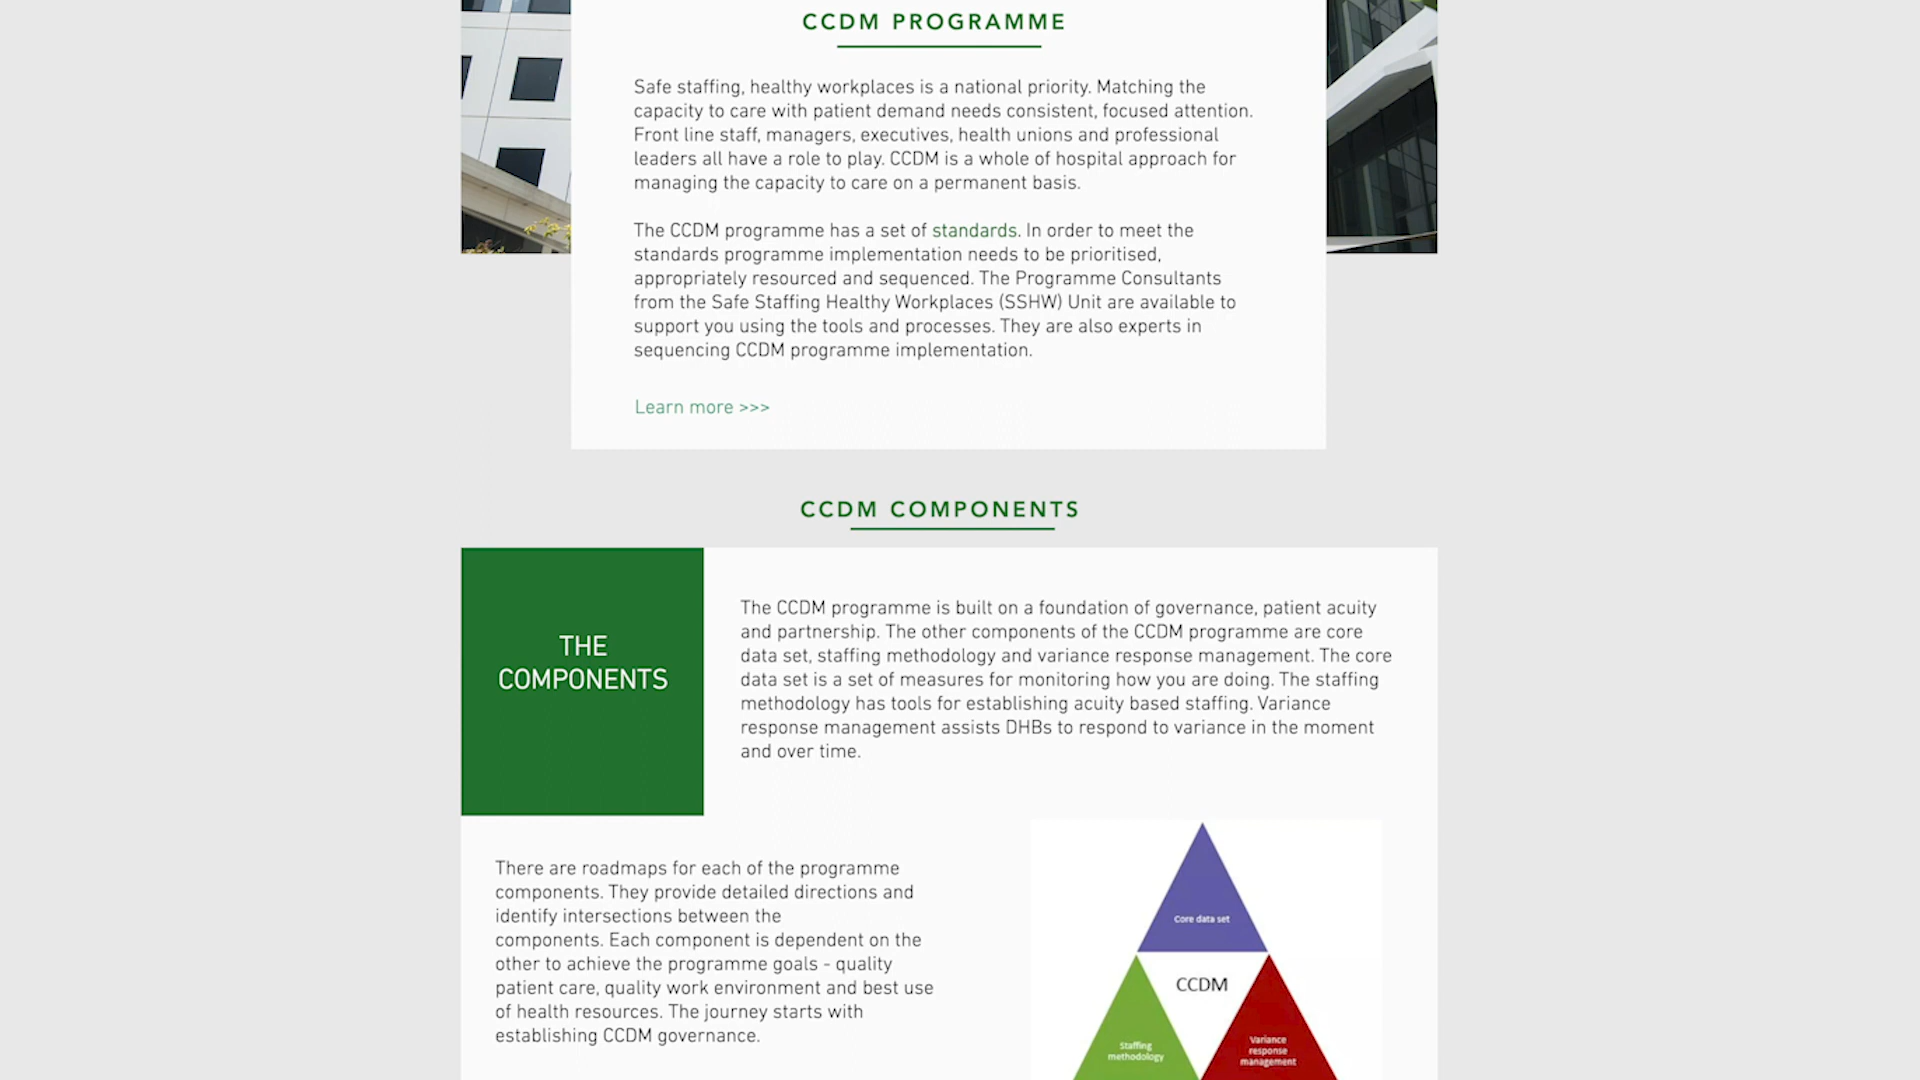 CCDM PROGRAMME
Safe staffing, healthy workplaces is a national priority. Matching the
capacity to care with patient demand needs consistent, focused attention.
Front line staff, managers, executives, health unions and professional
leaders all have a role to play. CCDM is a whole of hospital approach for
managing the capacity to care on a permanent basis.
The CCDM programme has a set of standards. In order to meet the
standards programme implementation needs to be prioritised,
appropriately resourced and sequenced. The Programme Consultants
from the Safe Staffing Healthy Workplaces (SSHW) Unit are available to
support you using the tools and processes. They are also experts in
sequencing CCDM programme implementation.
Learn more >>>
CCDM COMPONENTS
THE
COMPONENTS
The CCDM programme is built on a foundation of governance, patient acuity
and partnership. The other components of the CCDM programme are core
data set, staffing methodology and variance response management. The core
data set is a set of measures for monitoring how you are doing. The staffing
methodology has tools for establishing acuity based staffing. Variance
response management assists DHBs to respond to variance in the moment
and over time.
There are roadmaps for each of the programme
components. They provide detailed directions and
identify intersections between the
components. Each component is dependent on the
other to achieve the programme goals - quality
patient care, quality work environment and best use
of health resources. The journey starts with
establishing CCDM governance.
Core data set
CCDM
Staffing
methodology
Variance
response
management